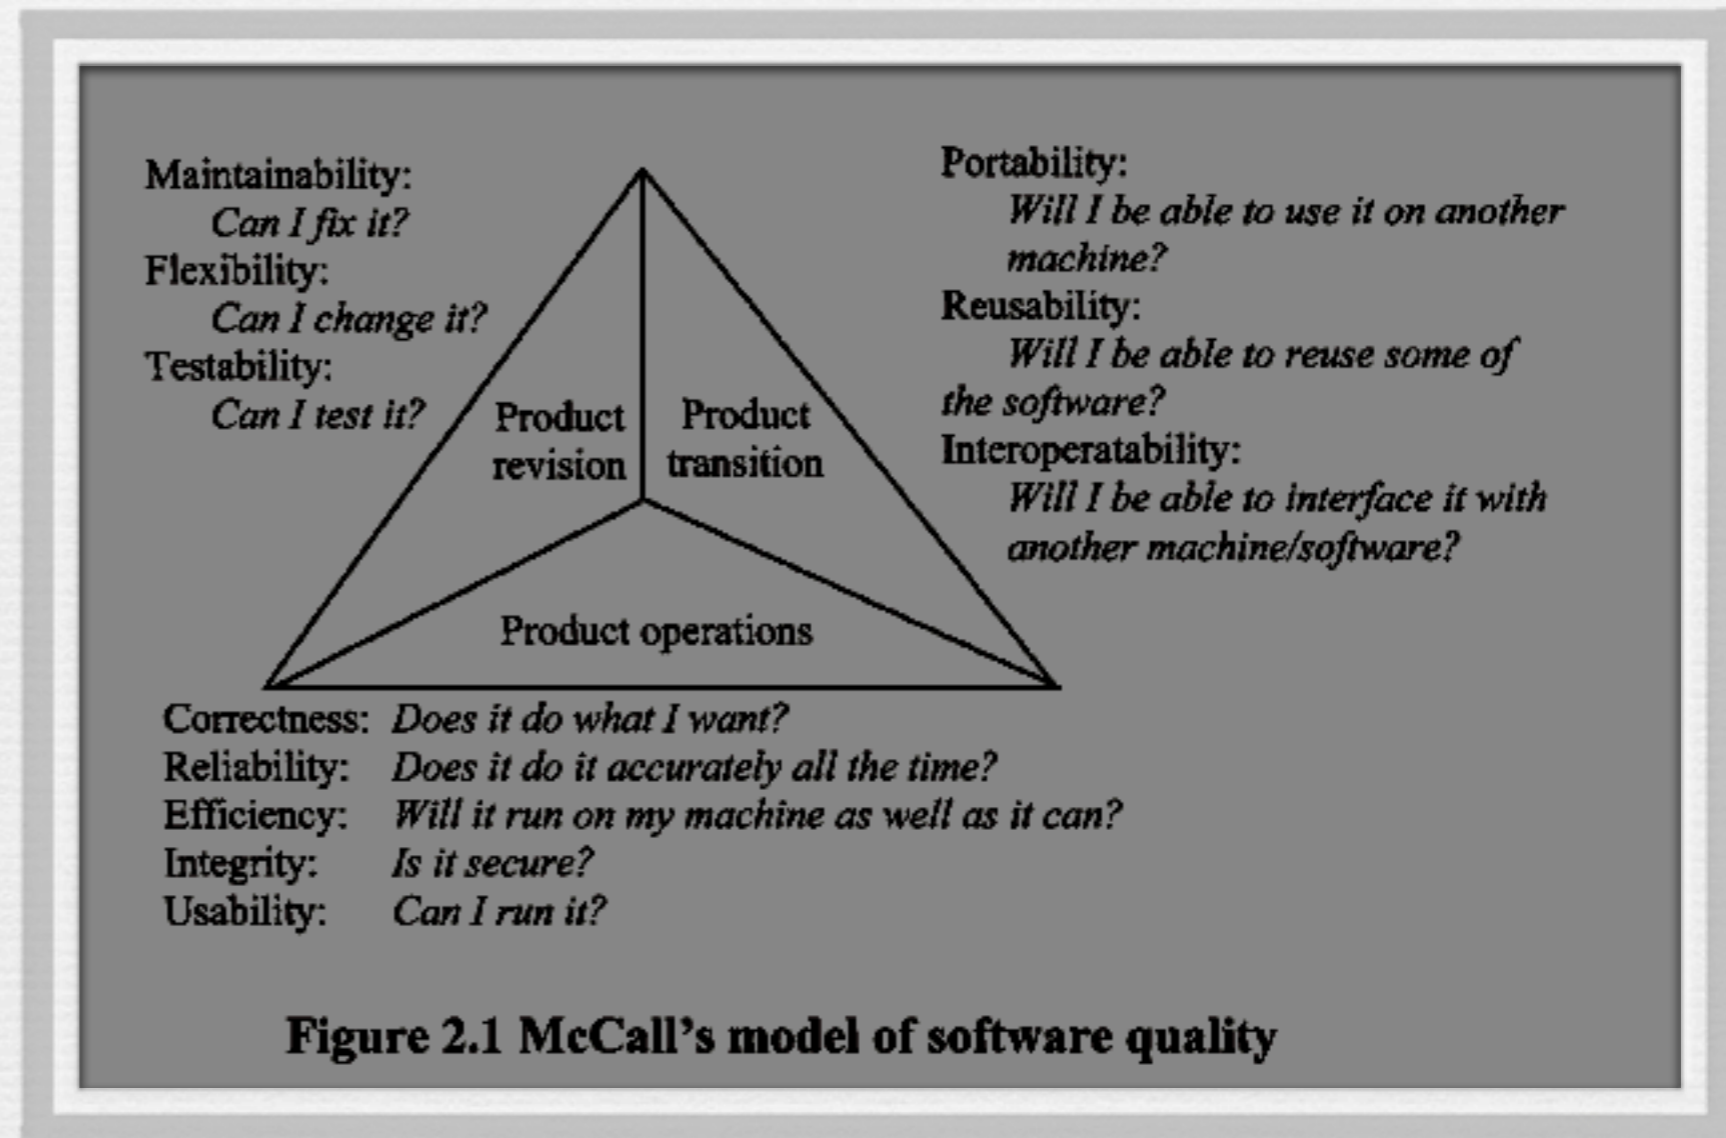 Maintainability:
Can I fix it?
Flexibility:
Can I change it?
Testability:
Can I test it?
Product
revision
Product
transition
Product operations
Portability:
Will I be able to use it on another
machine?
Reusability:
Will I be able to reuse some of
the software?
Interoperatability:
Will I be able to interface it with
another machine/software?
Correctness: Does it do what I want?
Reliability: Does it do it accurately all the time?
Efficiency: Will it run on my machine as well as it can?
Integrity: Is it secure?
Usability: Can I run it?
Figure 2.1 McCall's model of software quality